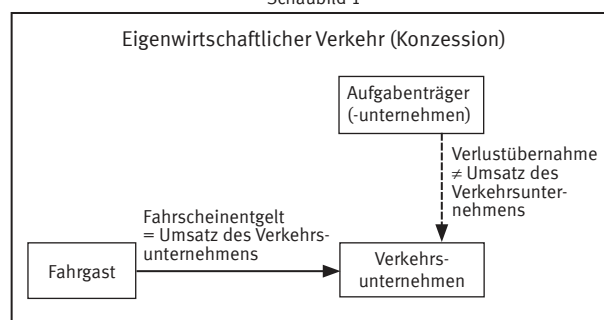 Schaubild 1
Eigenwirtschaftlicher Verkehr (Konzession)
Aufgabenträger
(-unternehmen)
Verlustübernahme
≠ Umsatz des
Verkehrsunter-
nehmens
Fahrscheinentgelt
= Umsatz des Verkehrs-
unternehmens
Fahrgast
Verkehrs-
unternehmen